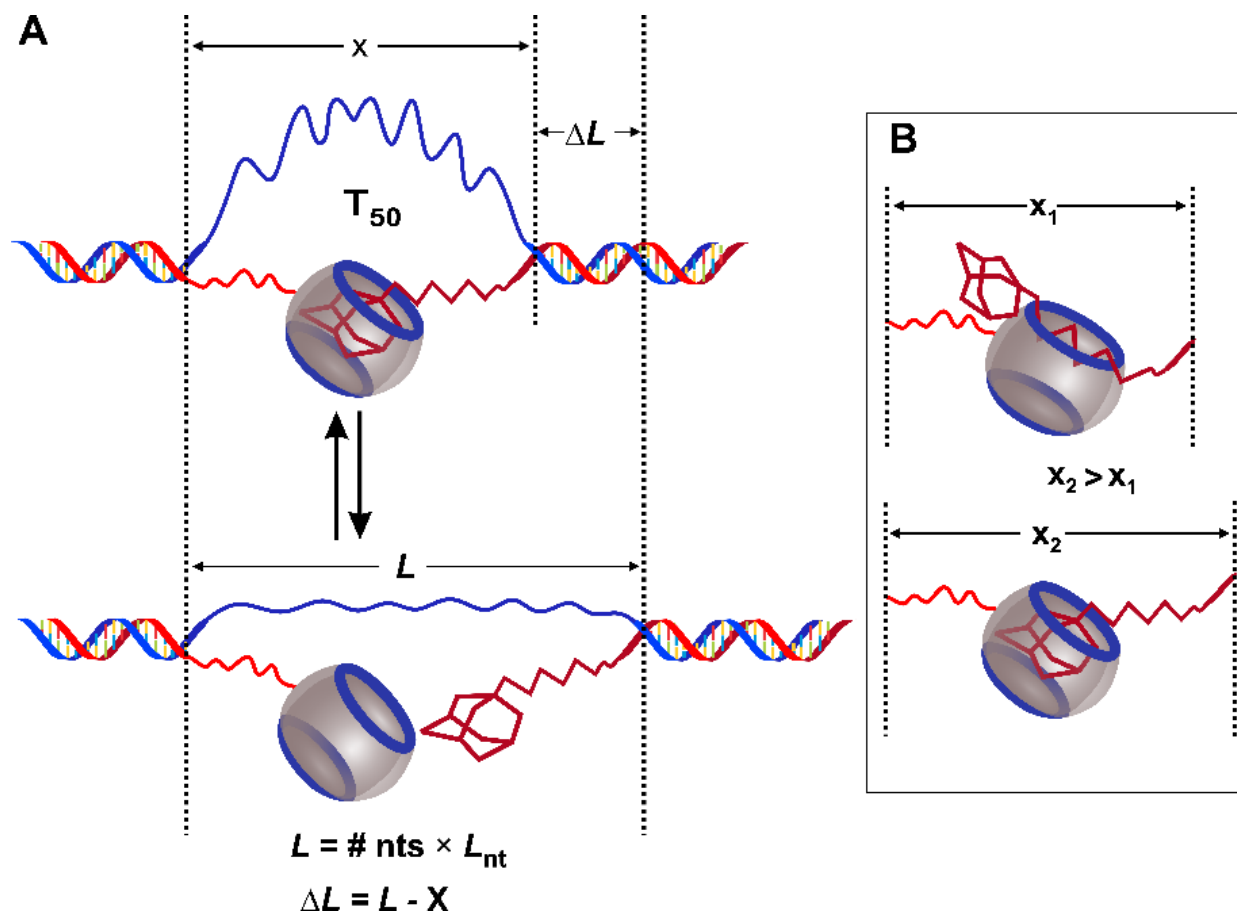 A
x
ΔL
T50
L
L = # nts × Lnt
ΔL = L - X
B
x1
x2 > x1
x2